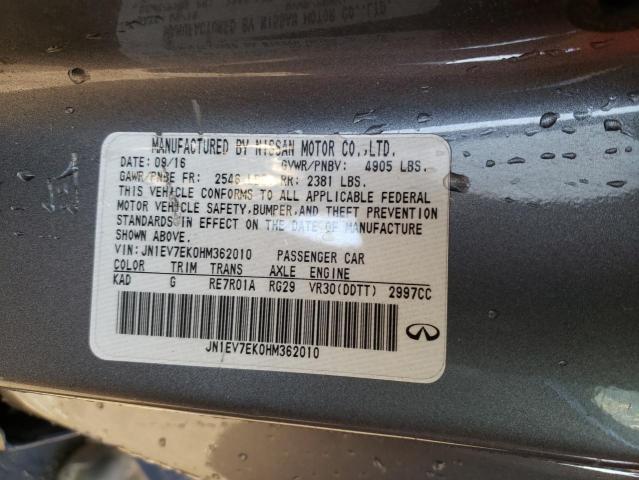 MANUFACTURED BY NISSAN MOTOR CO.,LTD.
DATE: 09/16 GVWR/PNBV: 4905 LBS.
GAWR/PNBE FR: 2546 LBS. RR: 2381 LBS.
THIS VEHICLE CONFORMS TO ALL APPLICABLE FEDERAL
MOTOR VEHICLE SAFETY, BUMPER, AND THEFT PREVENTION
STANDARDS IN EFFECT ON THE DATE OF MANUFACTURE
SHOWN ABOVE.
VIN: JN1EV7EK0HM362010 PASSENGER CAR
COLOR TRIM TRANS AXLE ENGINE
KAD G RE7R01A RG29 VR30(DDTT) 2997CC
JN1EV7EK0HM362010